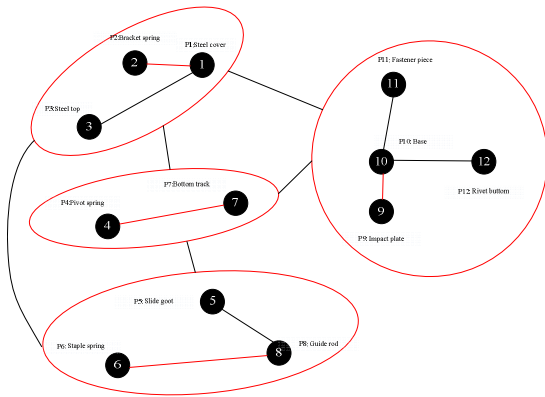 P2:Bracket spring
P1:Steel cover
2
1
P3:Steel top
3
P11: Fastener piece
11
P10: Base
10
12
P12: Rivet buttom
9
P9: Impact plate
P7:Bottom track
P4:Pivot spring
7
4
P5: Slide goot
5
P6: Staple spring
P8: Guide rod
8
6